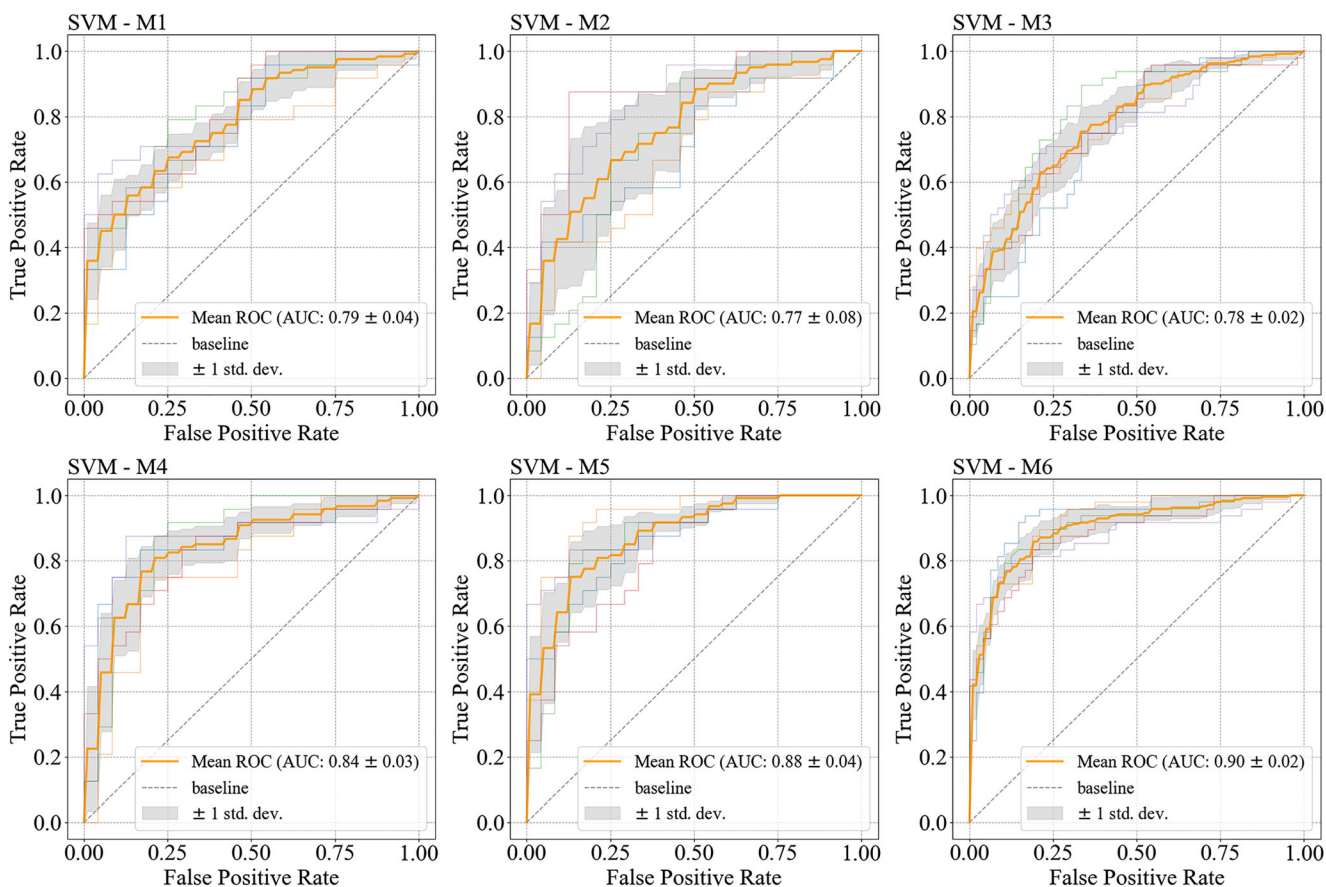 SVM - M1
1.0
0.8
0.6
0.4
0.2
0.0
True Positive Rate
Mean ROC (AUC: 0.79 ± 0.04)
baseline
± 1 std. dev.
0.00 0.25 0.50 0.75 1.00
False Positive Rate
SVM - M2
1.0
0.8
0.6
0.4
0.2
0.0
True Positive Rate
Mean ROC (AUC: 0.77 ± 0.08)
baseline
± 1 std. dev.
0.00 0.25 0.50 0.75 1.00
False Positive Rate
SVM - M3
1.0
0.8
0.6
0.4
0.2
0.0
True Positive Rate
Mean ROC (AUC: 0.78 ± 0.02)
baseline
± 1 std. dev.
0.00 0.25 0.50 0.75 1.00
False Positive Rate
SVM - M4
1.0
0.8
0.6
0.4
0.2
0.0
True Positive Rate
Mean ROC (AUC: 0.84 ± 0.03)
baseline
± 1 std. dev.
0.00 0.25 0.50 0.75 1.00
False Positive Rate
SVM - M5
1.0
0.8
0.6
0.4
0.2
0.0
True Positive Rate
Mean ROC (AUC: 0.88 ± 0.04)
baseline
± 1 std. dev.
0.00 0.25 0.50 0.75 1.00
False Positive Rate
SVM - M6
1.0
0.8
0.6
0.4
0.2
0.0
True Positive Rate
Mean ROC (AUC: 0.90 ± 0.02)
baseline
± 1 std. dev.
0.00 0.25 0.50 0.75 1.00
False Positive Rate